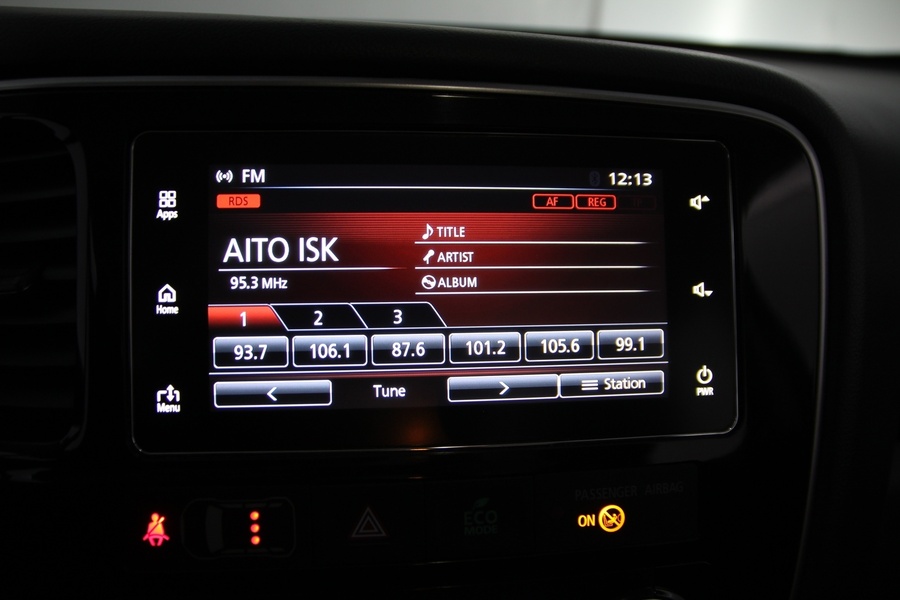 FM 12:13
RDS AF REG
Apps
AITO ISK
95.3 MHz
TITLE
ARTIST
ALBUM
Home
1 2 3
93.7 106.1 87.6 101.2 105.6 99.1
< Tune > Station
Menu
PWR
PASSENGER AIRBAG
ECO
MODE
ON